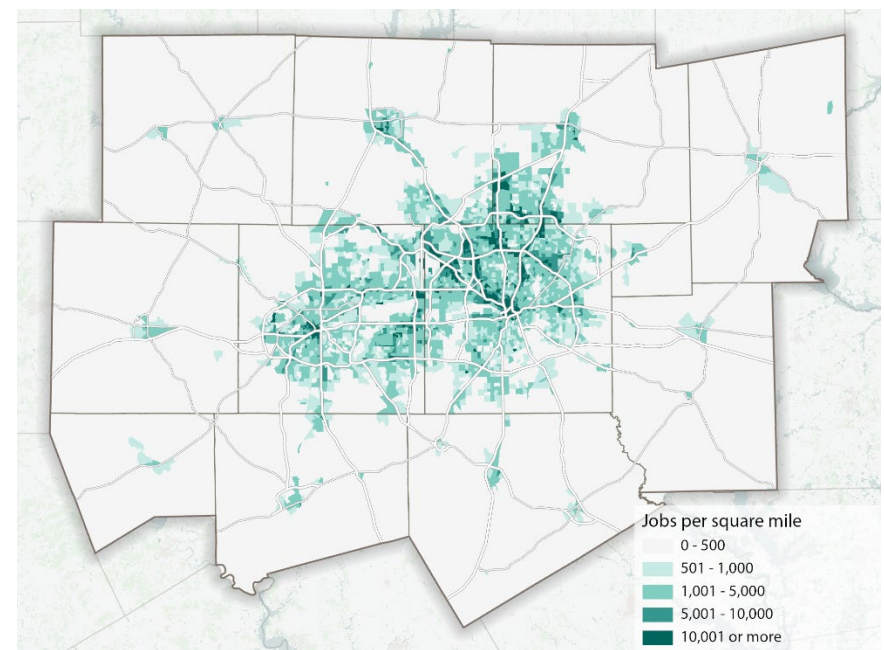 Jobs per square mile
0 - 500
501 - 1,000
1,001 - 5,000
5,001 - 10,000
10,001 or more